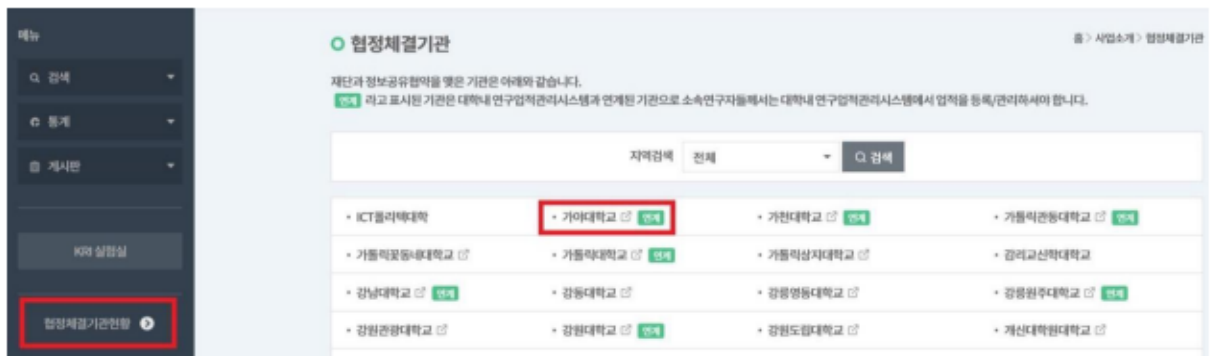 메뉴
검색
통계
게시판
KRI 실험실
협정체결기관현황
협정체결기관
홈 > 사업소개 > 협정체결기관
재단과 정보공유협약을 맺은 기관은 아래와 같습니다.
연계 라고 표시된 기관은 대학내 연구업적관리시스템과 연계된 기관으로 소속연구자들께서는 대학내 연구업적관리시스템에서 업적을 등록/관리하셔야 합니다.
지역검색 전체 검색
• ICT폴리텍대학 • 가야대학교 연계 • 가천대학교 연계 • 가톨릭관동대학교 연계
• 가톨릭꽃동네대학교 • 가톨릭대학교 연계 • 가톨릭상지대학교 • 감리교신학대학교
• 강남대학교 연계 • 강동대학교 • 강릉영동대학교 • 강릉원주대학교 연계
• 강원관광대학교 • 강원대학교 연계 • 강원도립대학교 • 개신대학원대학교